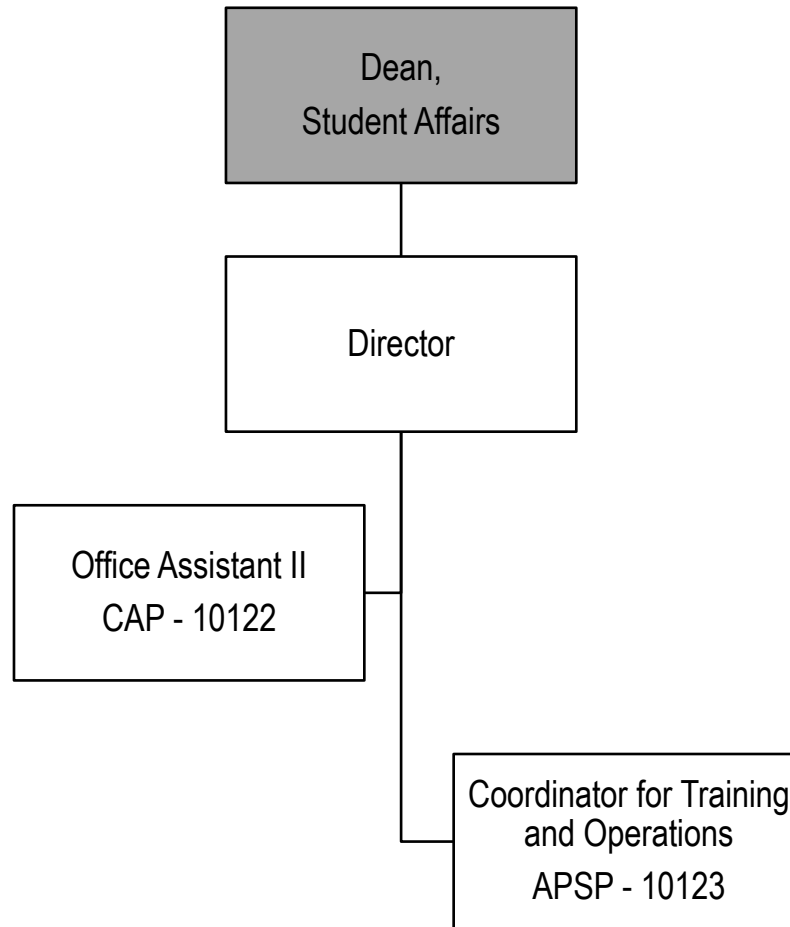 Dean,
Student Affairs
Director
Office Assistant II
CAP - 10122
Coordinator for Training
and Operations
APSP - 10123